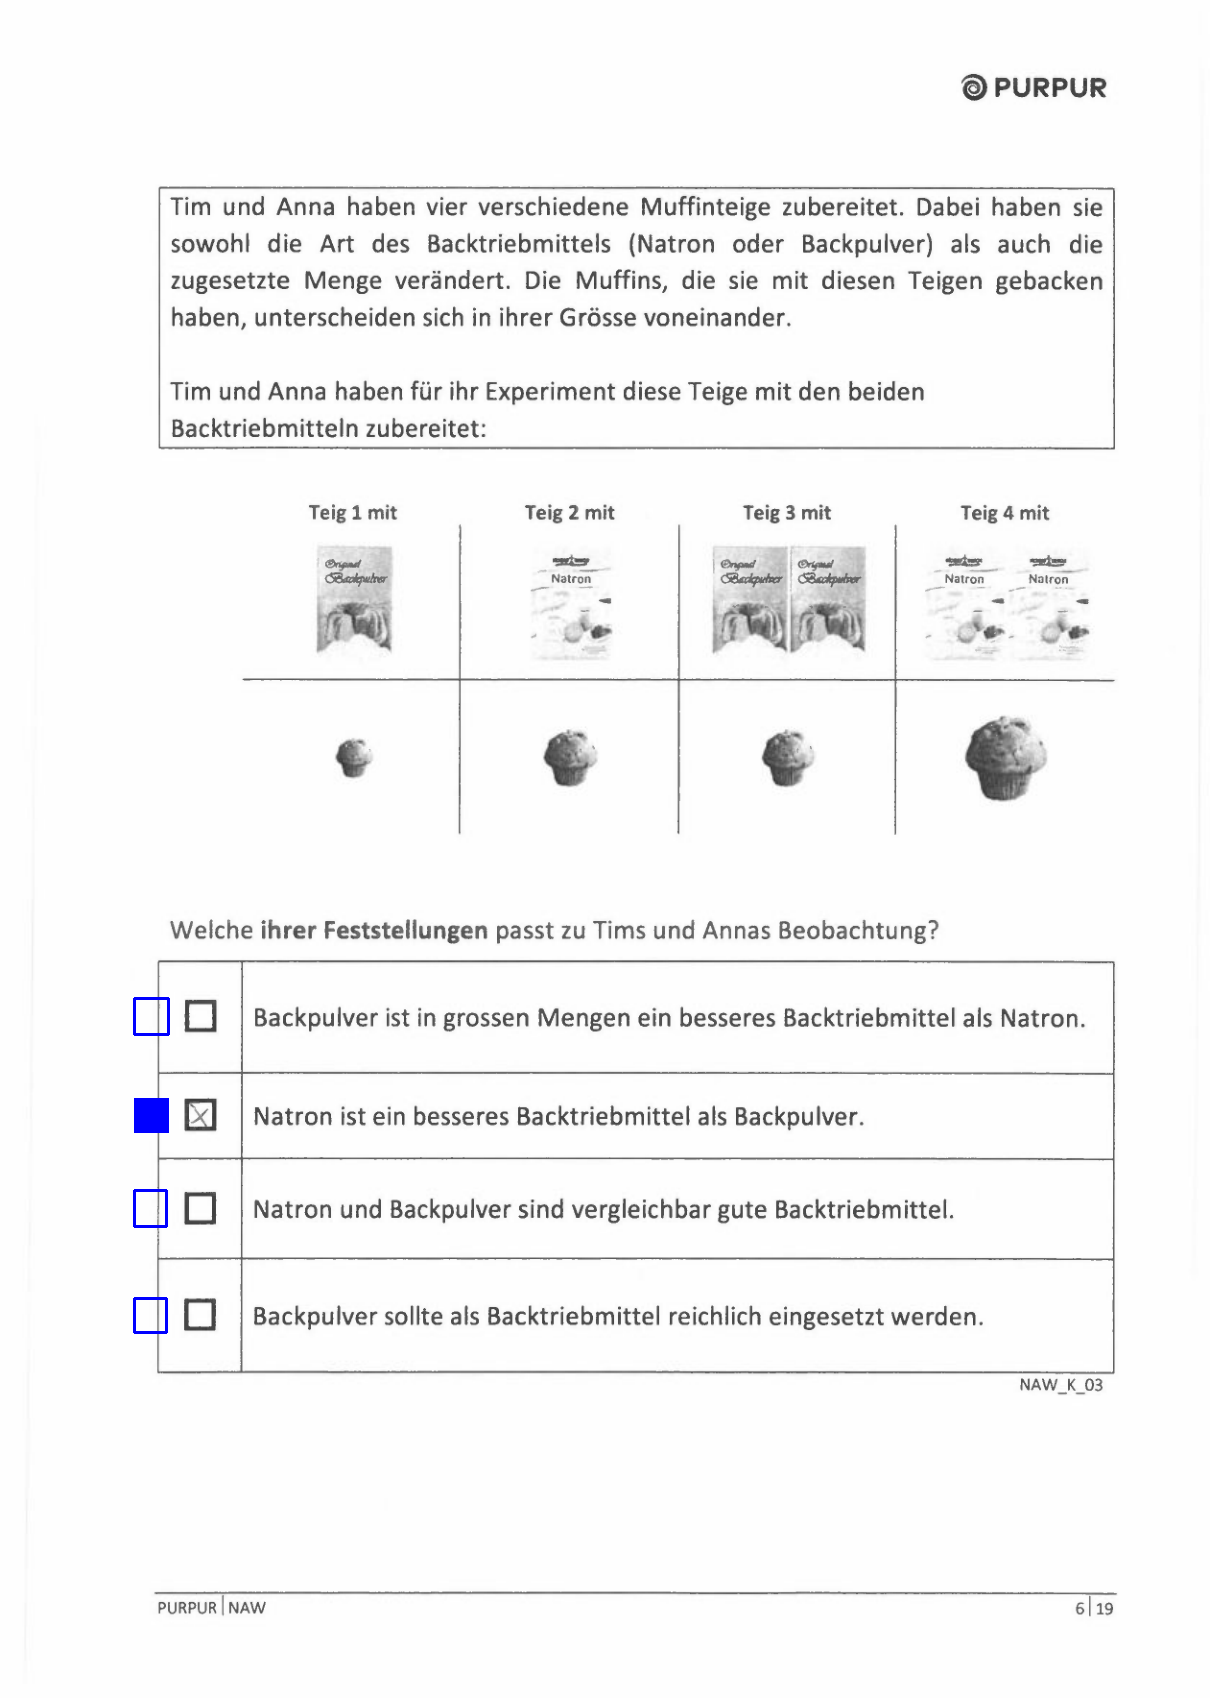 PURPUR
Tim und Anna haben vier verschiedene Muffinteige zubereitet. Dabei haben sie
sowohl die Art des Backtriebmittels (Natron oder Backpulver) als auch die
zugesetzte Menge verändert. Die Muffins, die sie mit diesen Teigen gebacken
haben, unterscheiden sich in ihrer Grösse voneinander.
Tim und Anna haben für ihr Experiment diese Teige mit den beiden
Backtriebmitteln zubereitet:
Teig 1 mit Teig 2 mit Teig 3 mit Teig 4 mit
Original Original Original
Backpulver Natron Backpulver Backpulver Natron Natron
Welche ihrer Feststellungen passt zu Tims und Annas Beobachtung?
Backpulver ist in grossen Mengen ein besseres Backtriebmittel als Natron.
Natron ist ein besseres Backtriebmittel als Backpulver.
Natron und Backpulver sind vergleichbar gute Backtriebmittel.
Backpulver sollte als Backtriebmittel reichlich eingesetzt werden.
NAW_K_03
PURPUR | NAW 6 | 19